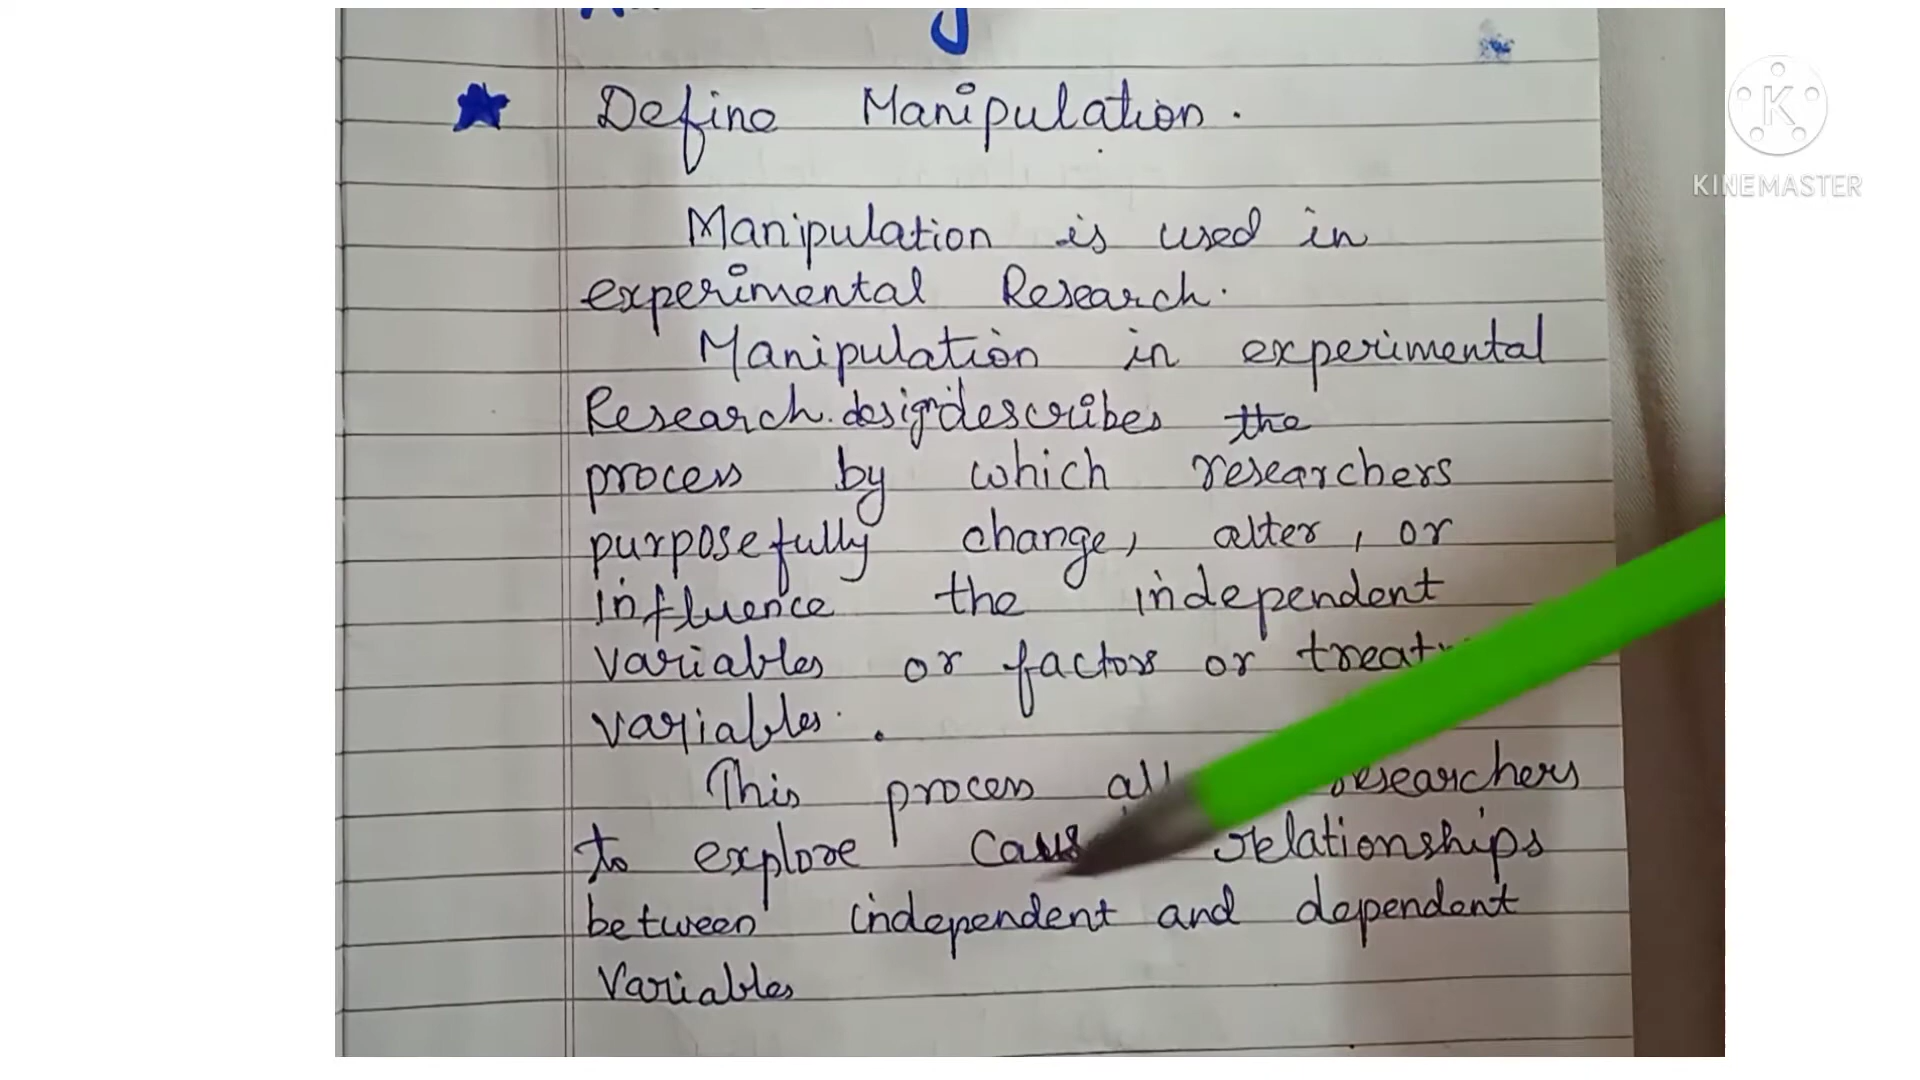 Define Manipulation.
Manipulation is used in
experimental Research.
Manipulation in experimental
Research design describes the
process by which researchers
purposefully change, alter, or
influence the independent
variables or factors or
variables.
This process researchers
to explore relationships
between independent and dependent
Variables
K
KINEMASTER